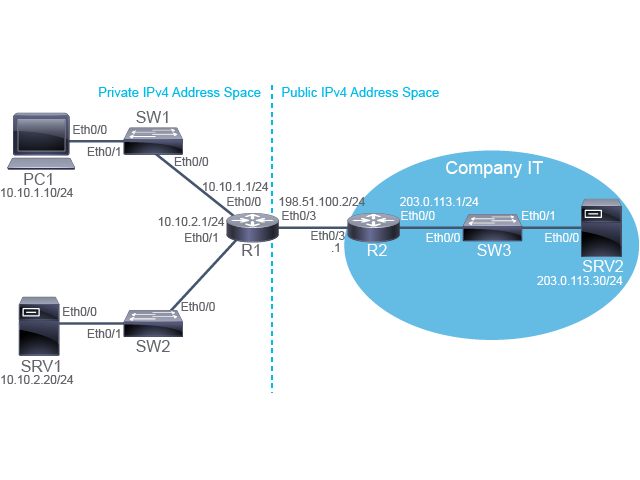 Private IPv4 Address Space
Public IPv4 Address Space
SW1
Eth0/0
Eth0/1
Eth0/0
PC1
10.10.1.10/24
Company IT
10.10.1.1/24
Eth0/0
198.51.100.2/24
Eth0/3
203.0.113.1/24
Eth0/0
Eth0/1
10.10.2.1/24
Eth0/1
R1
Eth0/3
.1
R2
Eth0/0
SW3
Eth0/0
SRV2
203.0.113.30/24
Eth0/0
Eth0/0
Eth0/1
SW2
SRV1
10.10.2.20/24